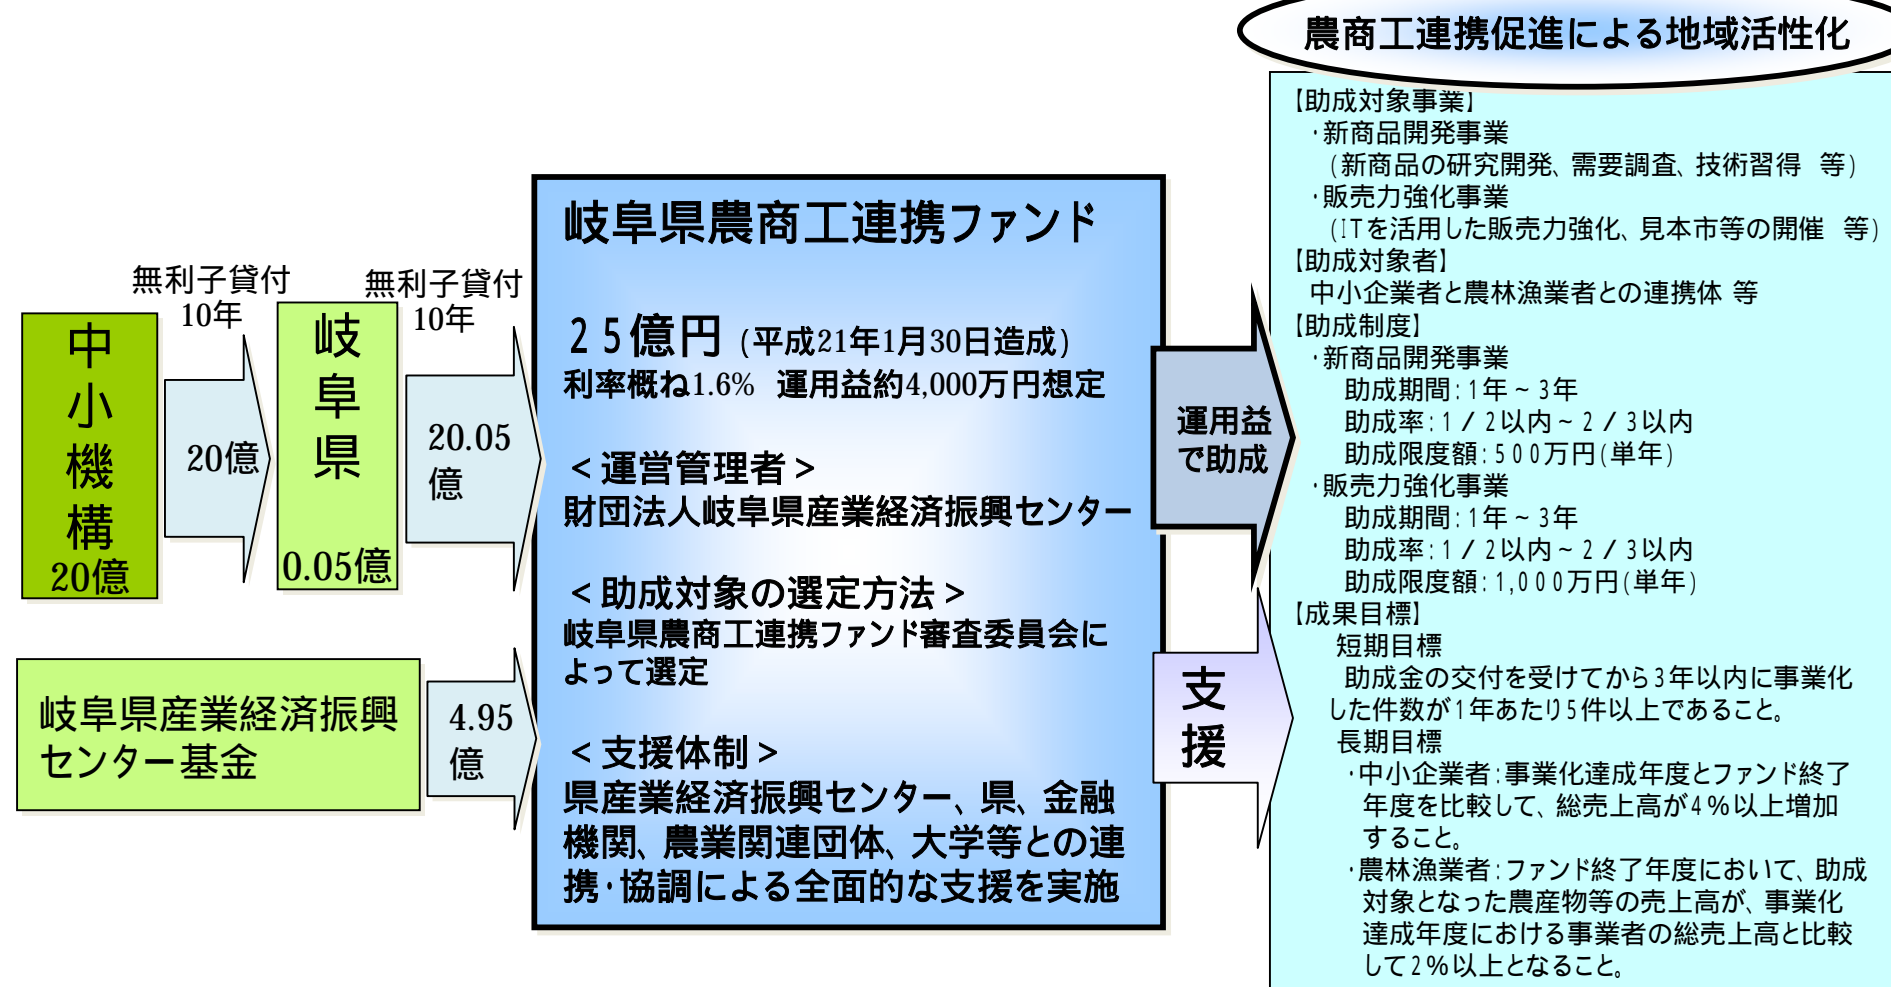 農商工連携促進による地域活性化
無利子貸付
10年
無利子貸付
10年
中
小
機
構
20億
20億
岐
阜
県
0.05億
20.05
億
岐阜県産業経済振興
センター基金
4.95
億
岐阜県農商工連携ファンド
25億円(平成21年1月30日造成)
利率概ね1.6% 運用益約4,000万円想定
<運営管理者>
財団法人岐阜県産業経済振興センター
<助成対象の選定方法>
岐阜県農商工連携ファンド審査委員会に
よって選定
<支援体制>
県産業経済振興センター、県、金融
機関、農業関連団体、大学等との連
携・協調による全面的な支援を実施
運用益
で助成
支
援
【助成対象事業】
・新商品開発事業
(新商品の研究開発、需要調査、技術習得 等)
・販売力強化事業
(ITを活用した販売力強化、見本市等の開催 等)
【助成対象者】
中小企業者と農林漁業者との連携体 等
【助成制度】
・新商品開発事業
助成期間:1年~3年
助成率:1/2以内~2/3以内
助成限度額:500万円(単年)
・販売力強化事業
助成期間:1年~3年
助成率:1/2以内~2/3以内
助成限度額:1,000万円(単年)
【成果目標】
短期目標
助成金の交付を受けてから3年以内に事業化
した件数が1年あたり5件以上であること。
長期目標
・中小企業者:事業化達成年度とファンド終了
年度を比較して、総売上高が4%以上増加
すること。
・農林漁業者:ファンド終了年度において、助成
対象となった農産物等の売上高が、事業化
達成年度における事業者の総売上高と比較
して2%以上となること。